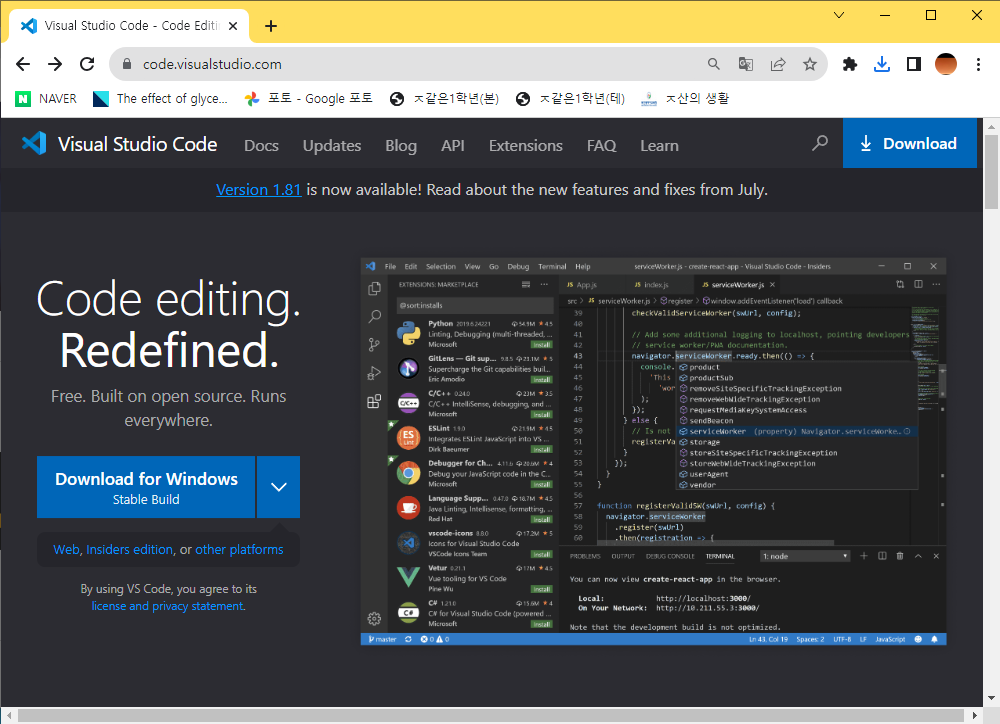 Visual Studio Code - Code Editi
code.visualstudio.com
NAVER
The effect of glyce...
포토 - Google 포토
ㅈ같은1학년(본)
ㅈ같은1학년(테)
ㅈ산의 생활
Visual Studio Code Docs Updates Blog API Extensions FAQ Learn Download
Version 1.81 is now available! Read about the new features and fixes from July.
Code editing.
Redefined.
Free. Built on open source. Runs
everywhere.
Download for Windows
Stable Build
Web, Insiders edition, or other platforms
By using VS Code, you agree to its
license and privacy statement.
File Edit Selection View Go Debug Terminal Help serviceWorker.js - create-react-app - Visual Studio Code - Insiders
EXTENSIONS: MARKETPLACE
@sort:installs
Python 2019.6.24221 54.9M 4.5
Linting, Debugging (multi-threaded, ...
Microsoft Install
GitLens — Git sup... 9.8.5 23.1M 5
Supercharge the Git capabilities buil...
Eric Amodio Install
C/C++ 0.24.0 23M 3.5
C/C++ IntelliSense, debugging, and ...
Microsoft Install
ESLint 1.9.0 21.9M 4.5
Integrates ESLint JavaScript into VS ...
Dirk Baeumer Install
Debugger for Ch... 4.11.6 20.6M 4
Debug your JavaScript code in the C...
Microsoft Install
Language Supp... 0.47.0 18.7M 4.5
Java Linting, Intellisense, formatting, ...
Red Hat Install
vscode-icons 8.8.0 17.2M 5
Icons for Visual Studio Code
VSCode Icons Team Install
Vetur 0.21.1 17M 4.5
Vue tooling for VS Code
Pine Wu Install
C# 1.21.0 15.6M 4
C# for Visual Studio Code (powered ...
Microsoft Install
JS App.js JS index.js JS serviceWorker.js
src > JS serviceWorker.js > register > window.addEventListener('load') callback
39 checkValidServiceWorker(swUrl, config);
40
41 // Add some additional logging to localhost, pointing developers
42 // service worker/PWA documentation.
43 navigator.serviceWorker.ready.then(() => {
44 console.
45 'This
46 'wor
47 );
48 });
49 } else {
50 // Is not
51 registerVa
52 }
53 });
54 }
55 }
56
57 function registerValidSW(swUrl, config) {
58 navigator.serviceWorker
59 .register(swUrl)
60 .then(registration => {
product
productSub
removeSiteSpecificTrackingException
removeWebWideTrackingException
requestMediaKeySystemAccess
sendBeacon
serviceWorker (property) Navigator.serviceWorke...
storage
storeSiteSpecificTrackingException
storeWebWideTrackingException
userAgent
vendor
PROBLEMS OUTPUT DEBUG CONSOLE TERMINAL 1: node
You can now view create-react-app in the browser.
Local: http://localhost:3000/
On Your Network: http://10.211.55.3:3000/
Note that the development build is not optimized.
master 0 0 Ln 43, Col 19 Spaces: 2 UTF-8 LF JavaScript